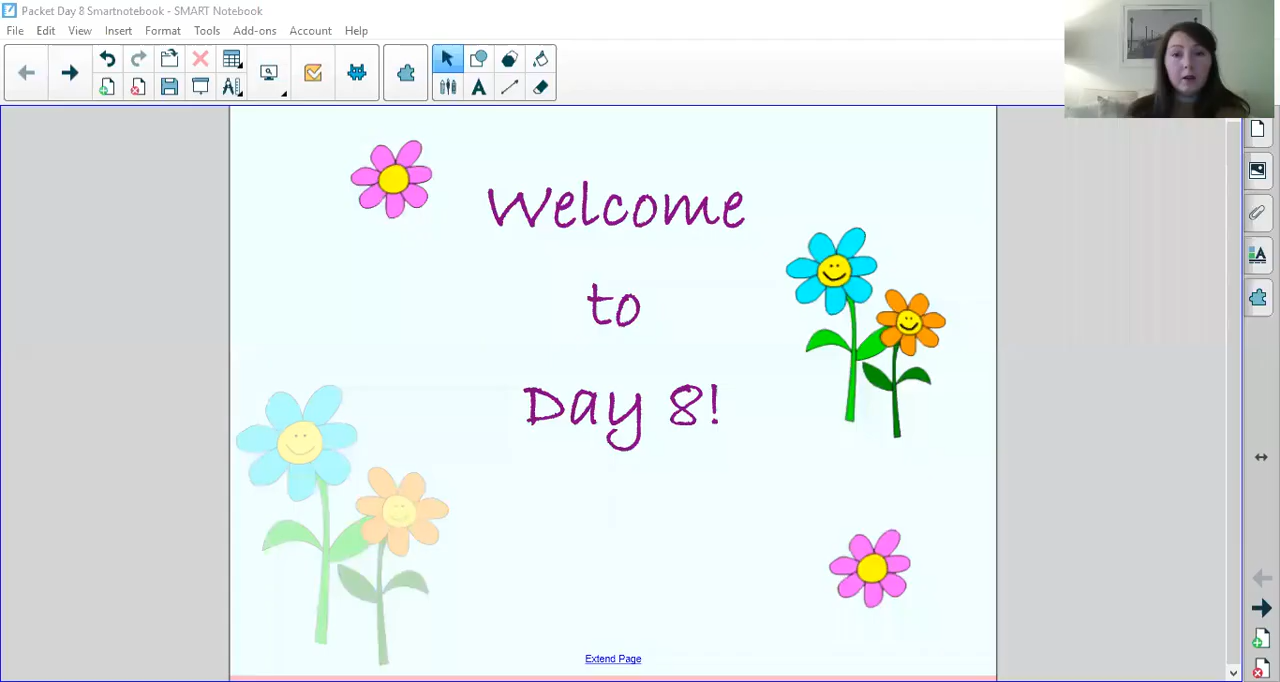 Packet Day 8 Smartnotebook - SMART Notebook
File Edit View Insert Format Tools Add-ons Account Help
Welcome
to
Day 8!
Extend Page